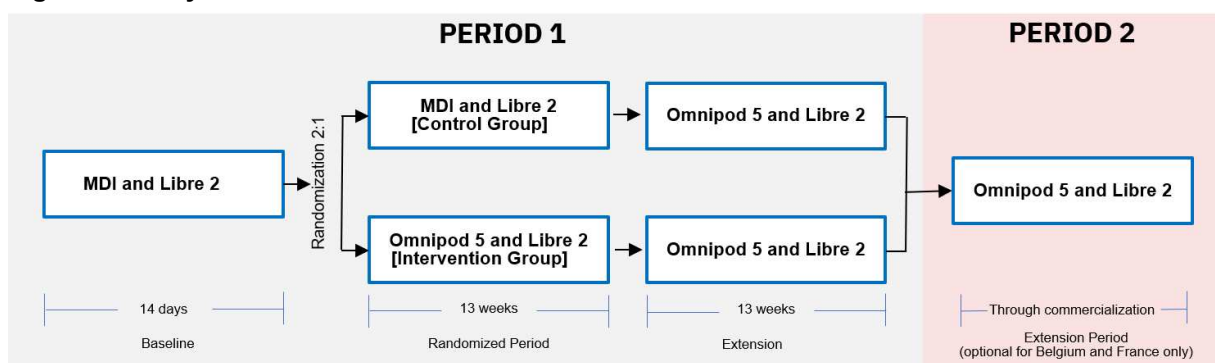 PERIOD 1
PERIOD 2
MDI and Libre 2
Randomization 2:1
MDI and Libre 2
[Control Group]
Omnipod 5 and Libre 2
Omnipod 5 and Libre 2
[Intervention Group]
Omnipod 5 and Libre 2
Omnipod 5 and Libre 2
14 days
13 weeks
13 weeks
Through commercialization
Baseline
Randomized Period
Extension
Extension Period
(optional for Belgium and France only)